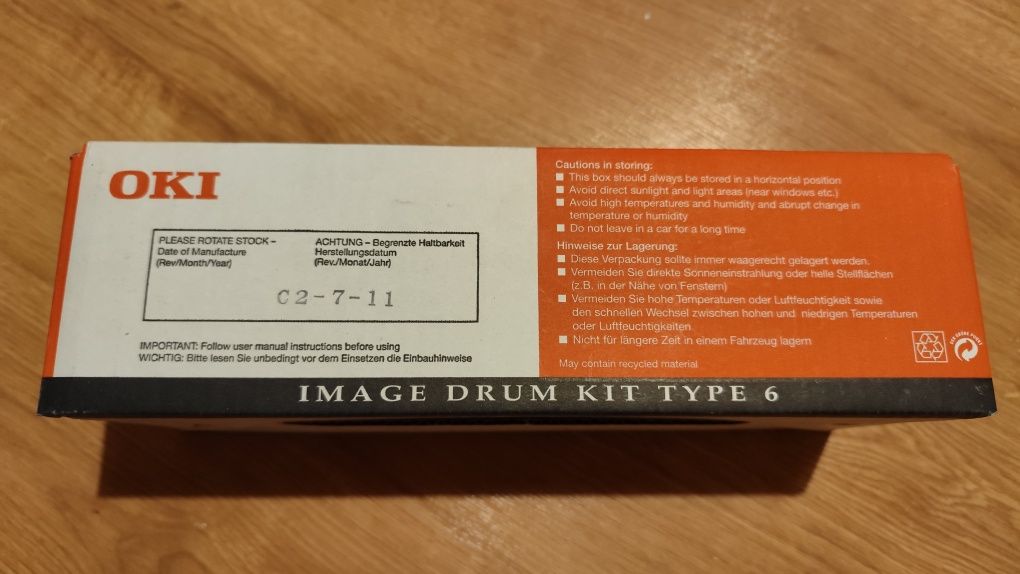 OKI
PLEASE ROTATE STOCK –
Date of Manufacture
(Rev/Month/Year)
ACHTUNG – Begrenzte Haltbarkeit
Herstellungsdatum
(Rev./Monat/Jahr)
C2-7-11
IMPORTANT: Follow user manual instructions before using
WICHTIG: Bitte lesen Sie unbedingt vor dem Einsetzen die Einbauhinweise
Cautions in storing:
This box should always be stored in a horizontal position
Avoid direct sunlight and light areas (near windows etc.)
Avoid high temperatures and humidity and abrupt change in
temperature or humidity
Do not leave in a car for a long time
Hinweise zur Lagerung:
Diese Verpackung sollte immer waagerecht gelagert werden.
Vermeiden Sie direkte Sonneneinstrahlung oder helle Stellflächen
(z.B. in der Nähe von Fenstern)
Vermeiden Sie hohe Temperaturen oder Luftfeuchtigkeit sowie
den schnellen Wechsel zwischen hohen und niedrigen Temperaturen
oder Luftfeuchtigkeiten
Nicht für längere Zeit in einem Fahrzeug lagern
May contain recycled material
IMAGE DRUM KIT TYPE 6